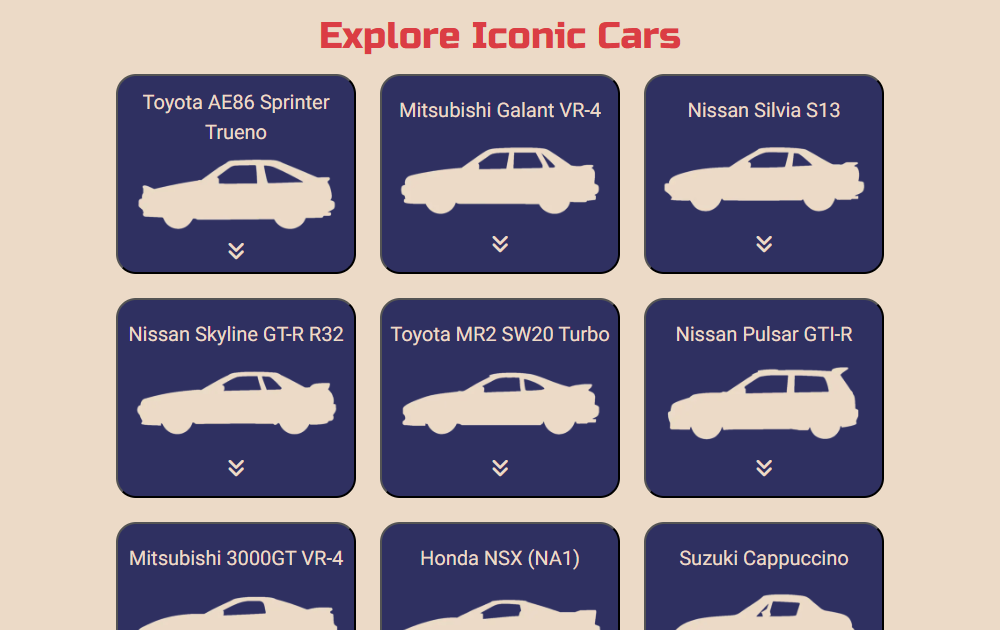 Explore Iconic Cars
Toyota AE86 Sprinter
Trueno
Mitsubishi Galant VR-4
Nissan Silvia S13
Nissan Skyline GT-R R32
Toyota MR2 SW20 Turbo
Nissan Pulsar GTI-R
Mitsubishi 3000GT VR-4
Honda NSX (NA1)
Suzuki Cappuccino